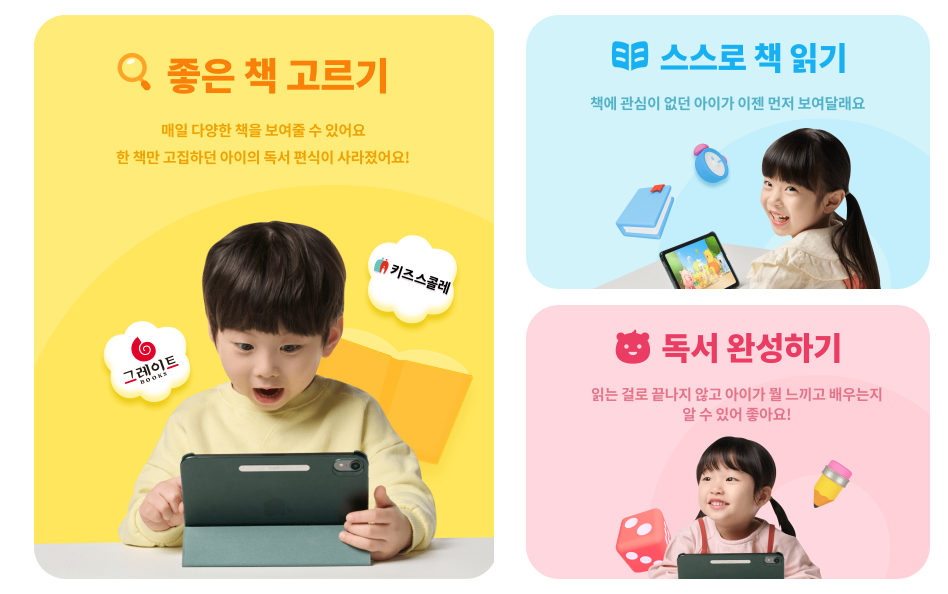 좋은 책 고르기
매일 다양한 책을 보여줄 수 있어요
한 책만 고집하던 아이의 독서 편식이 사라졌어요!
키즈스콜레
그레이트
BOOKS
스스로 책 읽기
책에 관심이 없던 아이가 이젠 먼저 보여달래요
독서 완성하기
읽는 걸로 끝나지 않고 아이가 뭘 느끼고 배우는지
알 수 있어 좋아요!